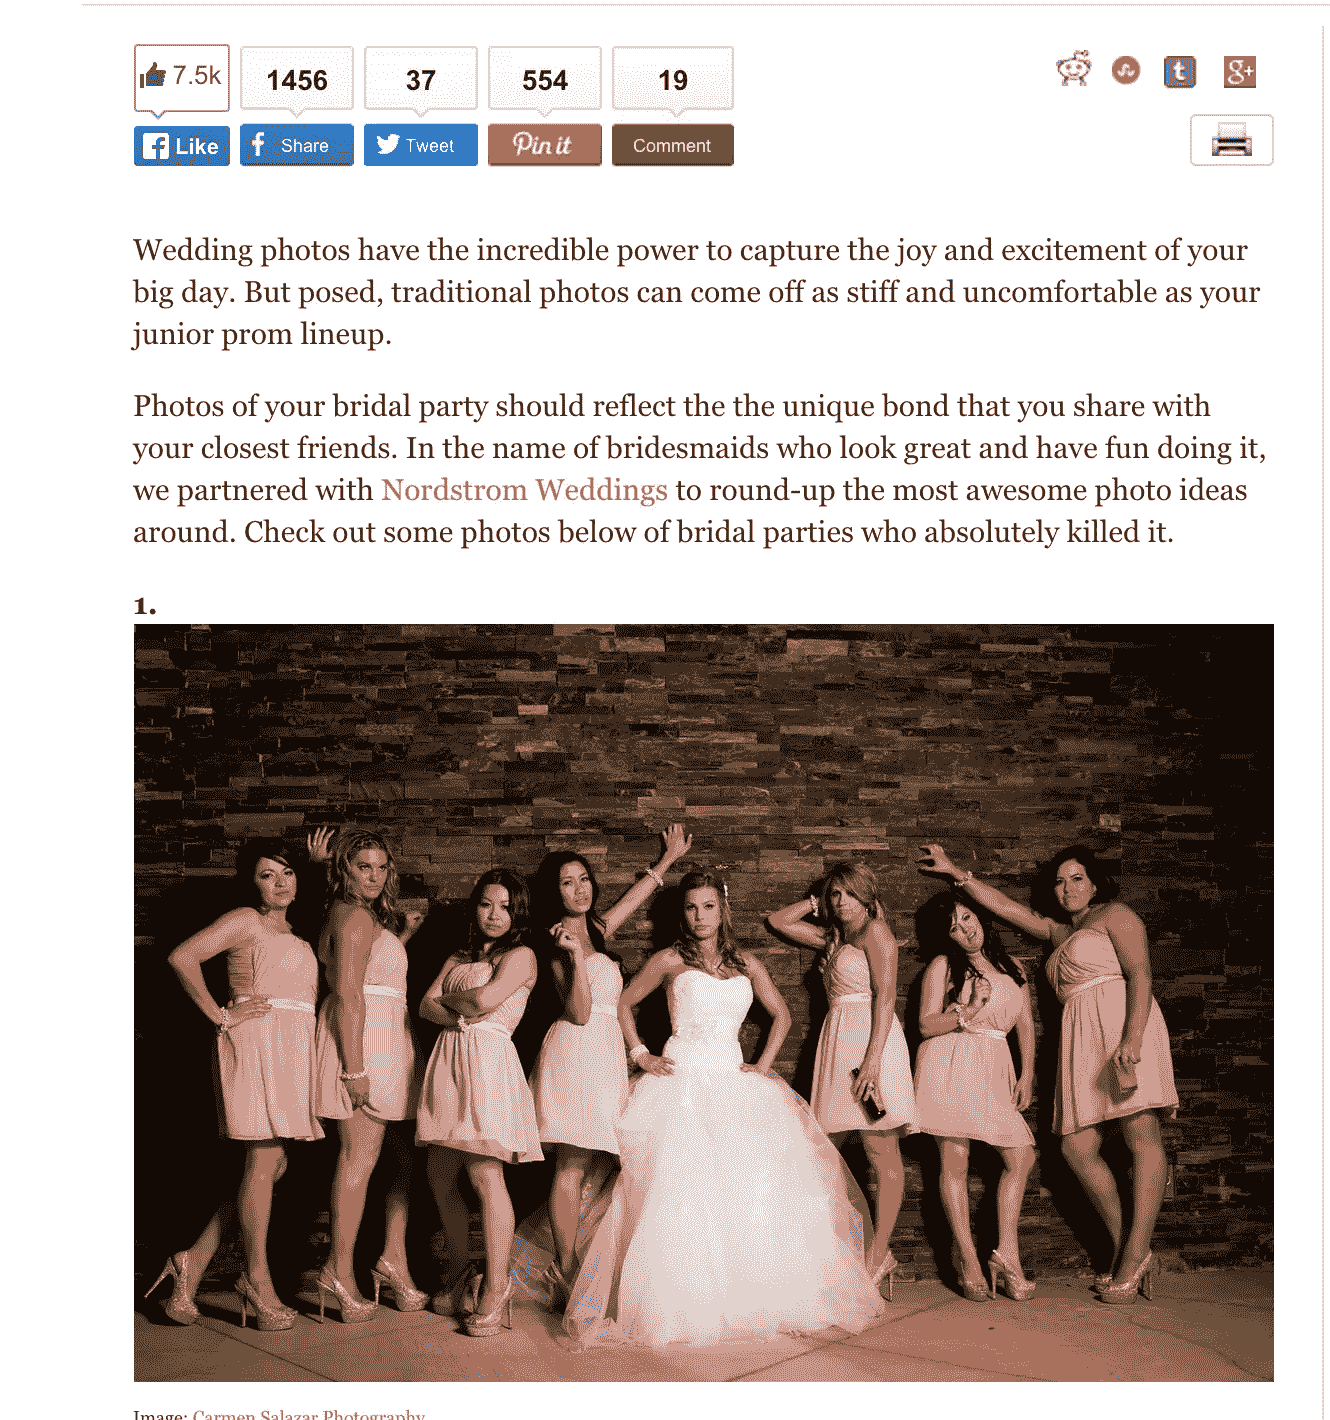 7.5k
1456
37
554
19
Like
Share
Tweet
Pin it
Comment
t
g+
Wedding photos have the incredible power to capture the joy and excitement of your
big day. But posed, traditional photos can come off as stiff and uncomfortable as your
junior prom lineup.
Photos of your bridal party should reflect the the unique bond that you share with
your closest friends. In the name of bridesmaids who look great and have fun doing it,
we partnered with Nordstrom Weddings to round-up the most awesome photo ideas
around. Check out some photos below of bridal parties who absolutely killed it.
1.
Image: Carmen Salazar Photography